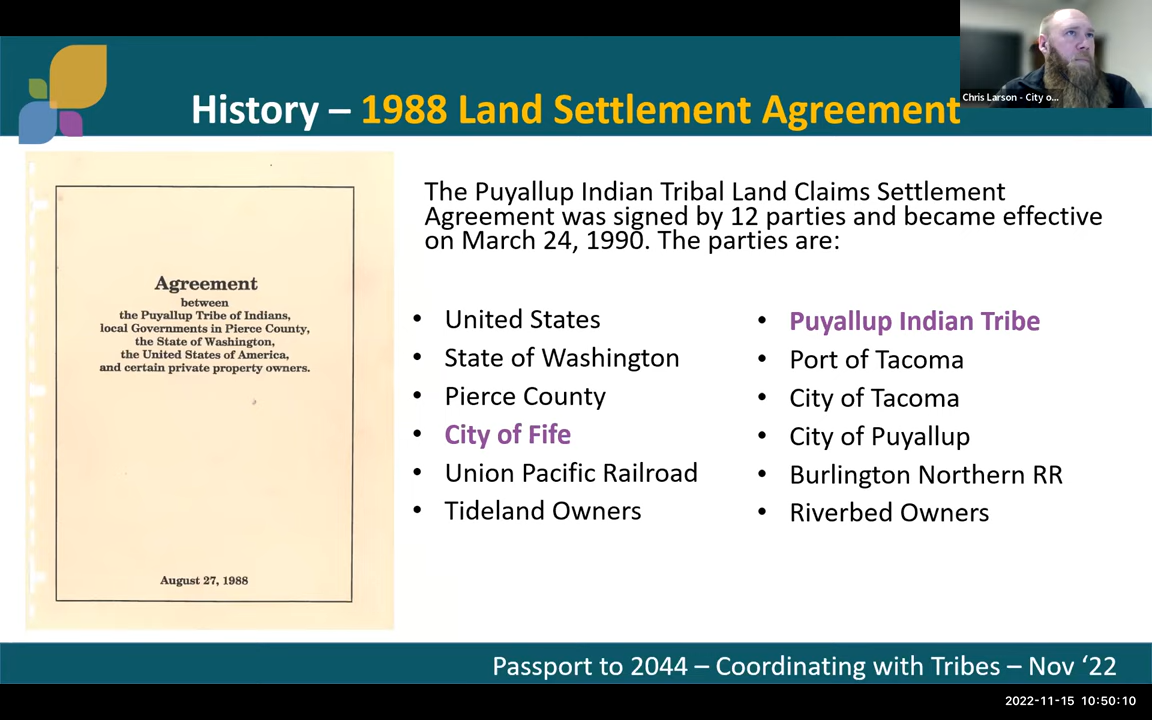 Chris Larson - City o...
History – 1988 Land Settlement Agreement
Agreement
between
the Puyallup Tribe of Indians,
local Governments in Pierce County,
the State of Washington,
the United States of America,
and certain private property owners.
August 27, 1988
The Puyallup Indian Tribal Land Claims Settlement
Agreement was signed by 12 parties and became effective
on March 24, 1990. The parties are:
• United States
• State of Washington
• Pierce County
• City of Fife
• Union Pacific Railroad
• Tideland Owners
• Puyallup Indian Tribe
• Port of Tacoma
• City of Tacoma
• City of Puyallup
• Burlington Northern RR
• Riverbed Owners
Passport to 2044 – Coordinating with Tribes – Nov ‘22
2022-11-15 10:50:10